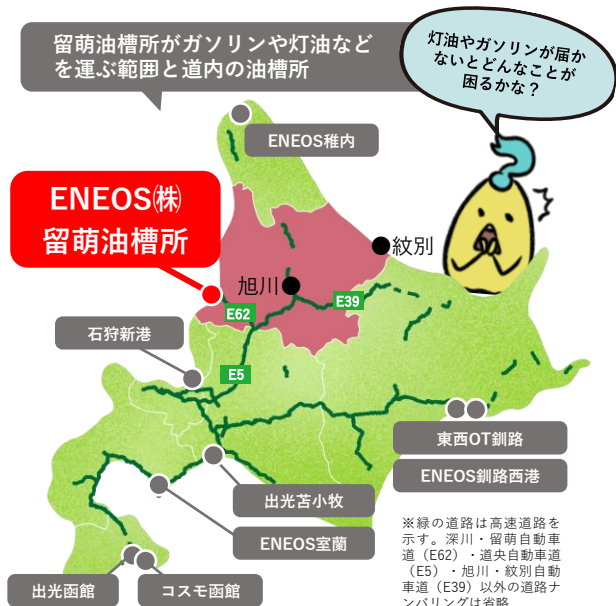 留萌油槽所がガソリンや灯油など
を運ぶ範囲と道内の油槽所
灯油やガソリンが届か
ないとどんなことが
困るかな？
ENEOS稚内
ENEOS㈱
留萌油槽所
紋別
旭川
E39
E62
石狩新港
E5
東西OT釧路
ENEOS釧路西港
出光苫小牧
ENEOS室蘭
出光函館
コスモ函館
※緑の道路は高速道路を
示す。深川・留萌自動車
道（E62）・道央自動車道
（E5）・旭川・紋別自動
車道（E39）以外の道路ナ
ンバリングは省略